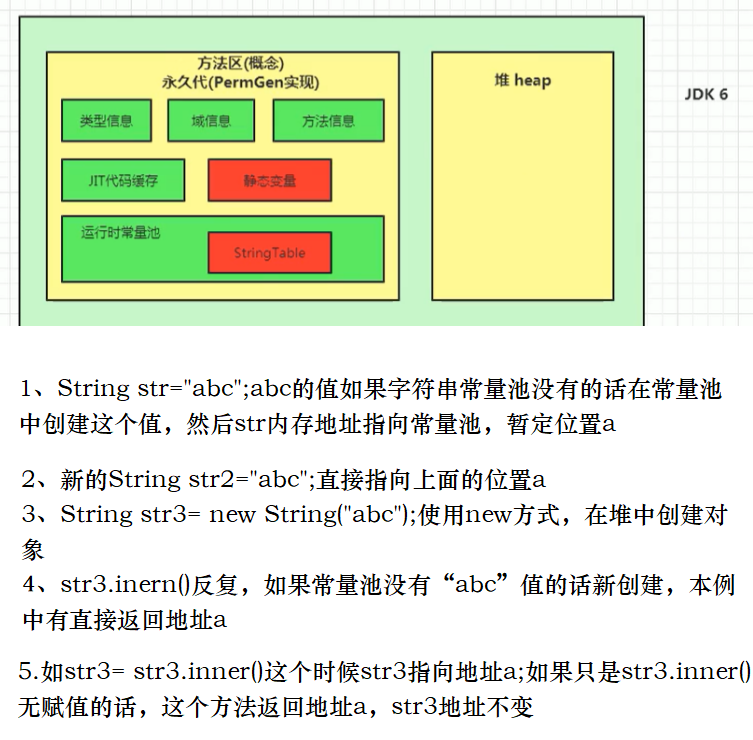 方法区(概念)
永久代(PermGen实现)
堆 heap
JDK 6
类型信息
域信息
方法信息
JIT代码缓存
静态变量
运行时常量池
StringTable
1、String str="abc";abc的值如果字符串常量池没有的话在常量池
中创建这个值，然后str内存地址指向常量池，暂定位置a
2、新的String str2="abc";直接指向上面的位置a
3、String str3= new String("abc");使用new方式，在堆中创建对
象
4、str3.inern()反复，如果常量池没有“abc”值的话新创建，本例
中有直接返回地址a
5.如str3= str3.inner()这个时候str3指向地址a;如果只是str3.inner()
无赋值的话，这个方法返回地址a，str3地址不变